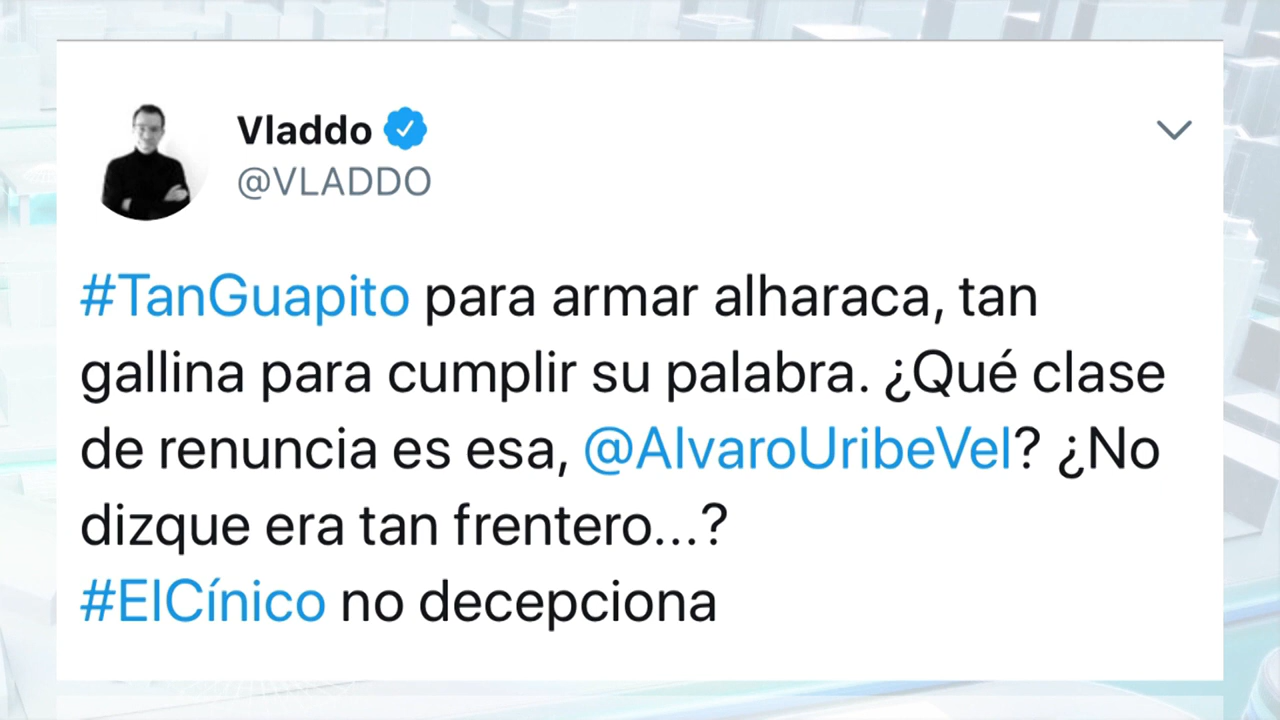 Vladdo
@VLADDO
#TanGuapito para armar alharaca, tan
gallina para cumplir su palabra. ¿Qué clase
de renuncia es esa, @AlvaroUribeVel? ¿No
dizque era tan frentero...?
#ElCínico no decepciona